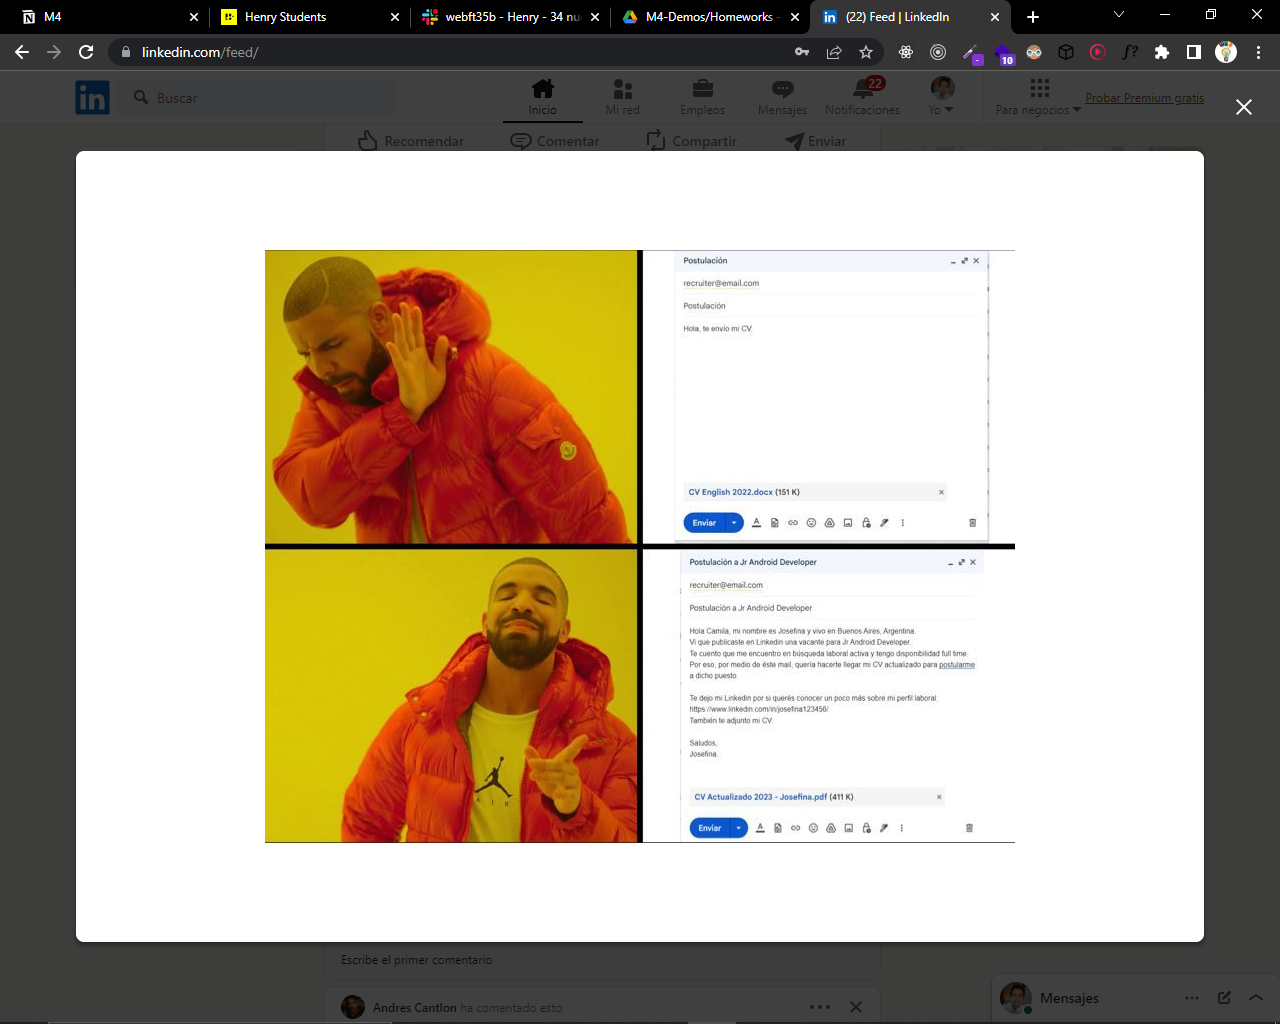 M4
Henry Students
webft35b - Henry - 34 nu
M4-Demos/Homeworks -
(22) Feed | LinkedIn
linkedin.com/feed/
10
in
Buscar
Inicio
Mi red
Empleos
Mensajes
22
Notificaciones
Yo
Para negocios
Probar Premium gratis
Recomendar
Comentar
Compartir
Enviar
Postulación
recruiter@email.com
Postulación
Hola, te envío mi CV.
CV English 2022.docx (151 K)
Enviar
Postulación a Jr Android Developer
recruiter@email.com
Postulación a Jr Android Developer
Hola Camila, mi nombre es Josefina y vivo en Buenos Aires, Argentina.
Vi que publicaste en Linkedin una vacante para Jr Android Developer.
Te cuento que me encuentro en búsqueda laboral activa y tengo disponibilidad full time.
Por eso, por medio de éste mail, quería hacerte llegar mi CV actualizado para postularme
a dicho puesto.
Te dejo mi Linkedin por si querés conocer un poco más sobre mi perfil laboral:
https://www.linkedin.com/in/josefina123456/
También te adjunto mi CV.
Saludos,
Josefina.
CV Actualizado 2023 - Josefina.pdf (411 K)
Enviar
AIR
Escribe el primer comentario
Andres Cantlon ha comentado esto
Mensajes